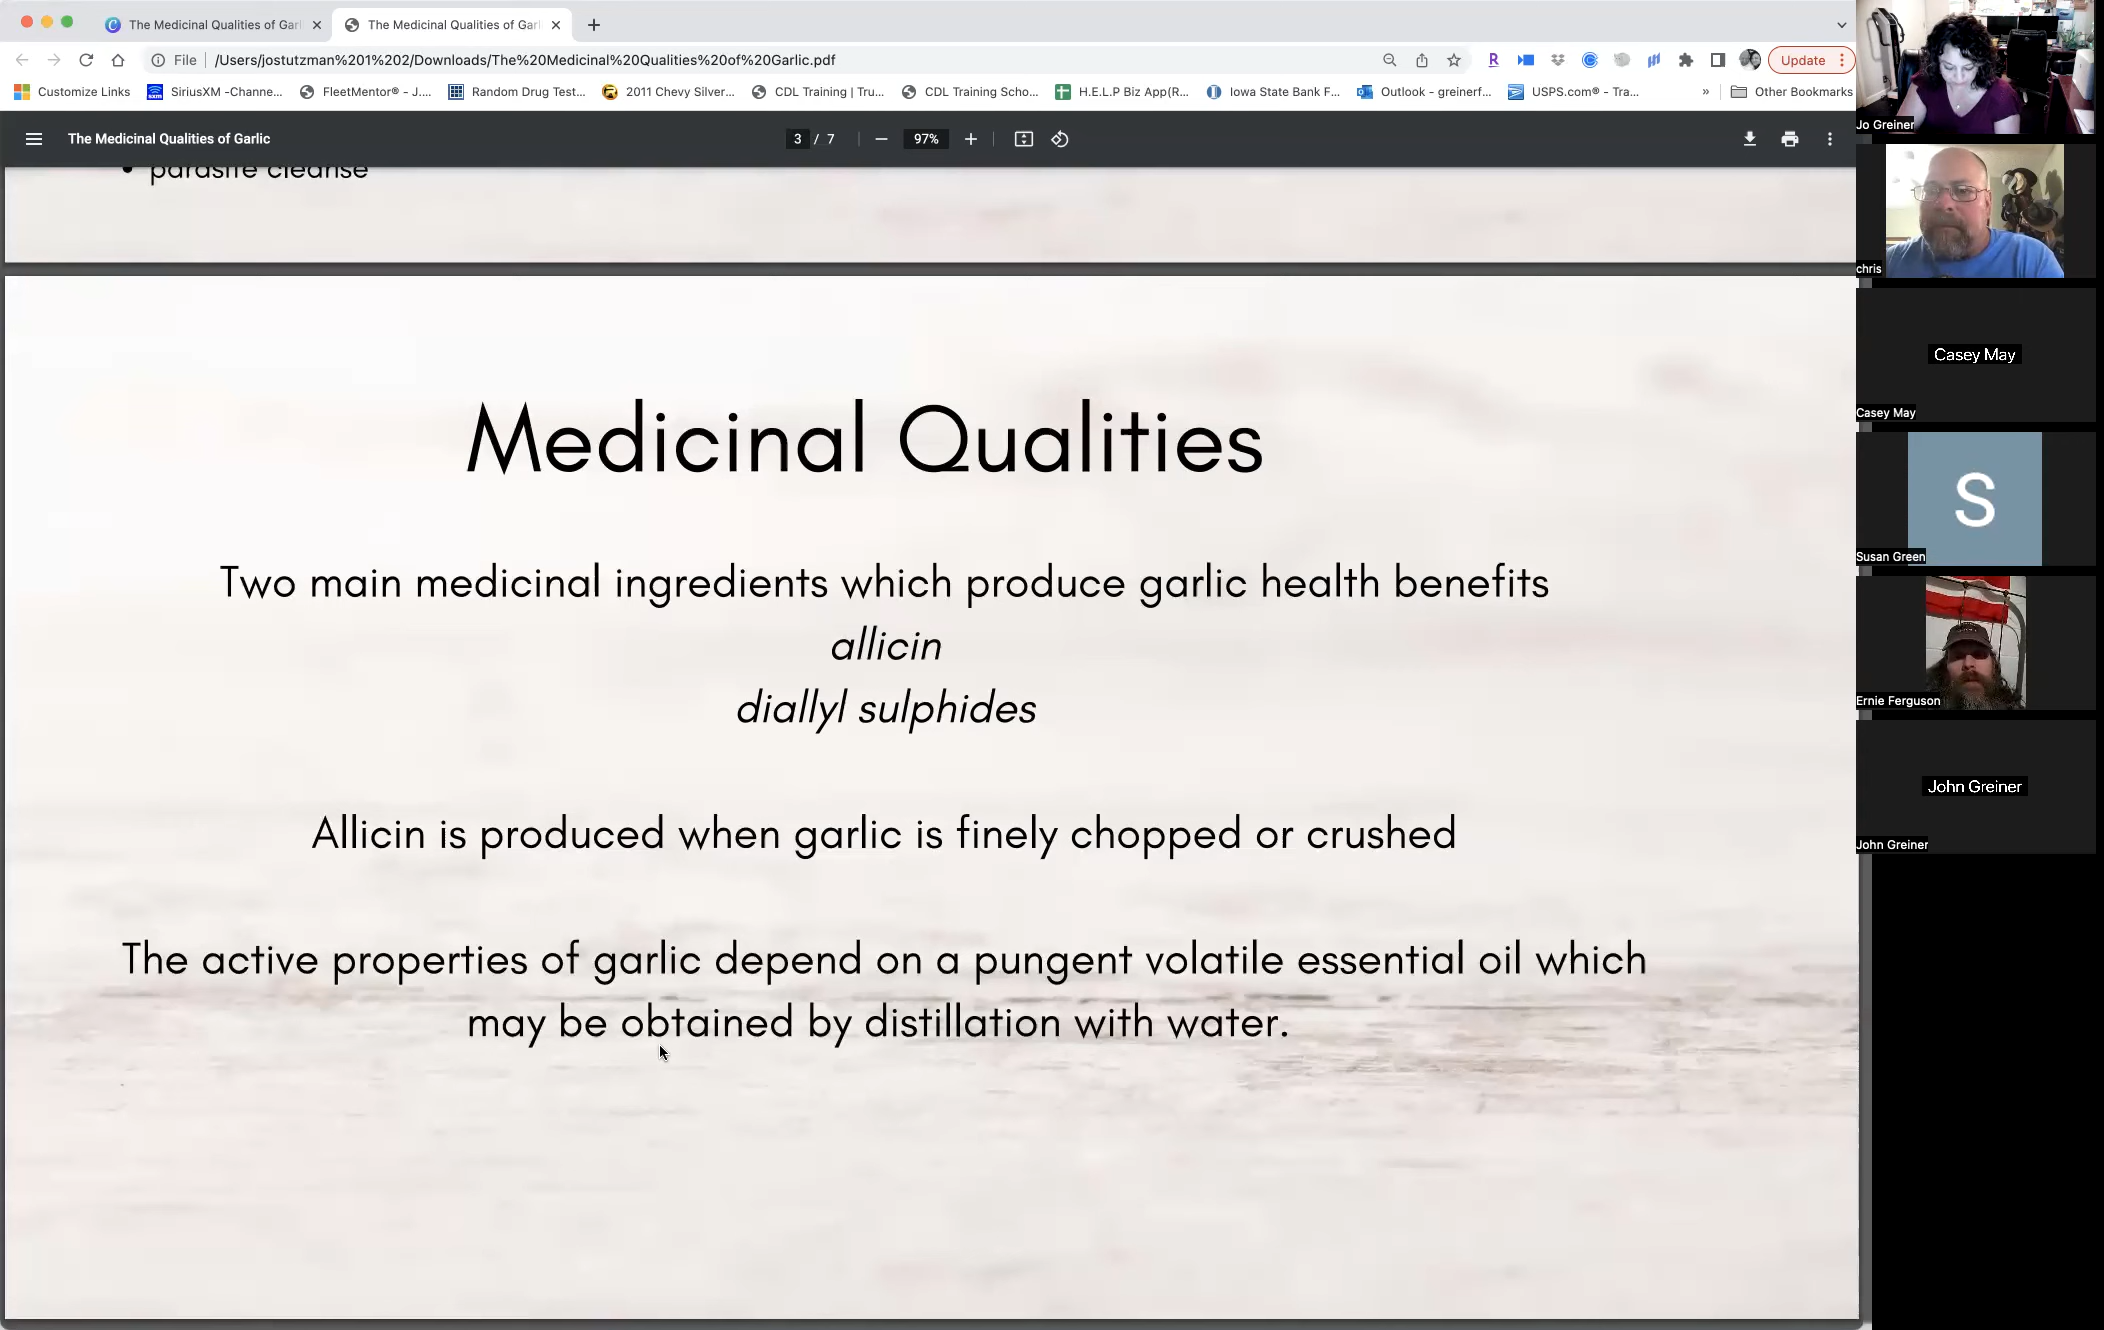 The Medicinal Qualities of Garl
The Medicinal Qualities of Garl
File
/Users/jostutzman%201%202/Downloads/The%20Medicinal%20Qualities%20of%20Garlic.pdf
Update
Customize Links
SiriusXM -Channe...
FleetMentor® - J....
Random Drug Test...
2011 Chevy Silver...
CDL Training | Tru...
CDL Training Scho...
H.E.L.P Biz App(R...
Iowa State Bank F...
Outlook - greinerf...
USPS.com® - Tra...
»
Other Bookmarks
The Medicinal Qualities of Garlic
3 / 7
97%
• parasite cleanse
Medicinal Qualities
Two main medicinal ingredients which produce garlic health benefits
allicin
diallyl sulphides
Allicin is produced when garlic is finely chopped or crushed
The active properties of garlic depend on a pungent volatile essential oil which
may be obtained by distillation with water.
Jo Greiner
chris
Casey May
Casey May
S
Susan Green
Ernie Ferguson
John Greiner
John Greiner